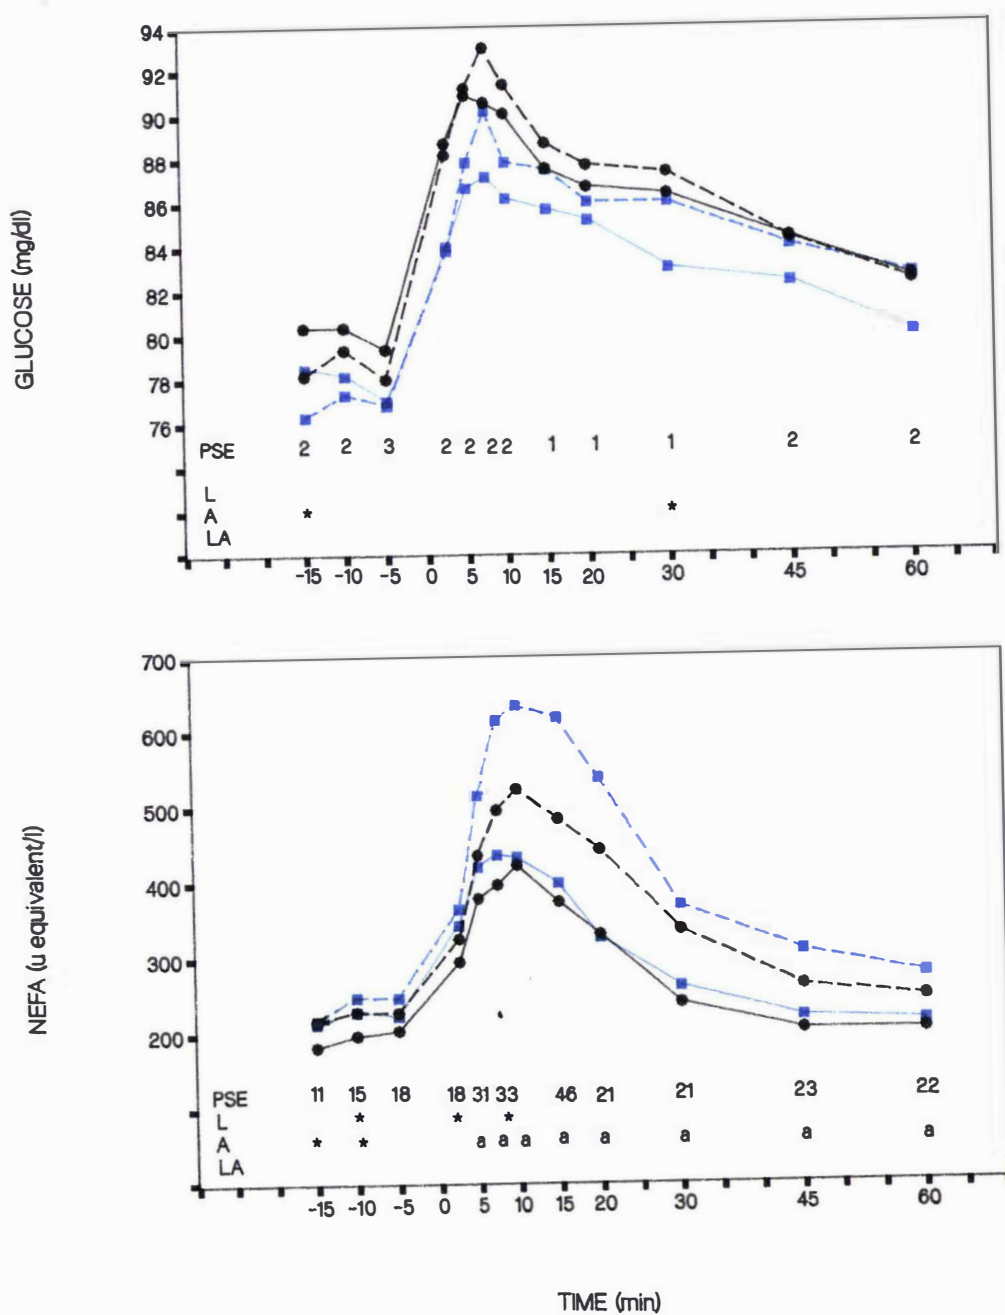 94
92
90
88
86
84
82
80
78
76
GLUCOSE (mg/dl)
PSE 2 2 3 2 2 2 2 1 1 1 2 2
L
A * *
LA
-15 -10 -5 0 5 10 15 20 30 45 60
700
600
500
400
300
200
NEFA (u equivalent/l)
PSE 11 15 18 18 31 33 46 21 21 23 22
L * * *
A * * a a a a a a a a
LA
-15 -10 -5 0 5 10 15 20 30 45 60
TIME (min)